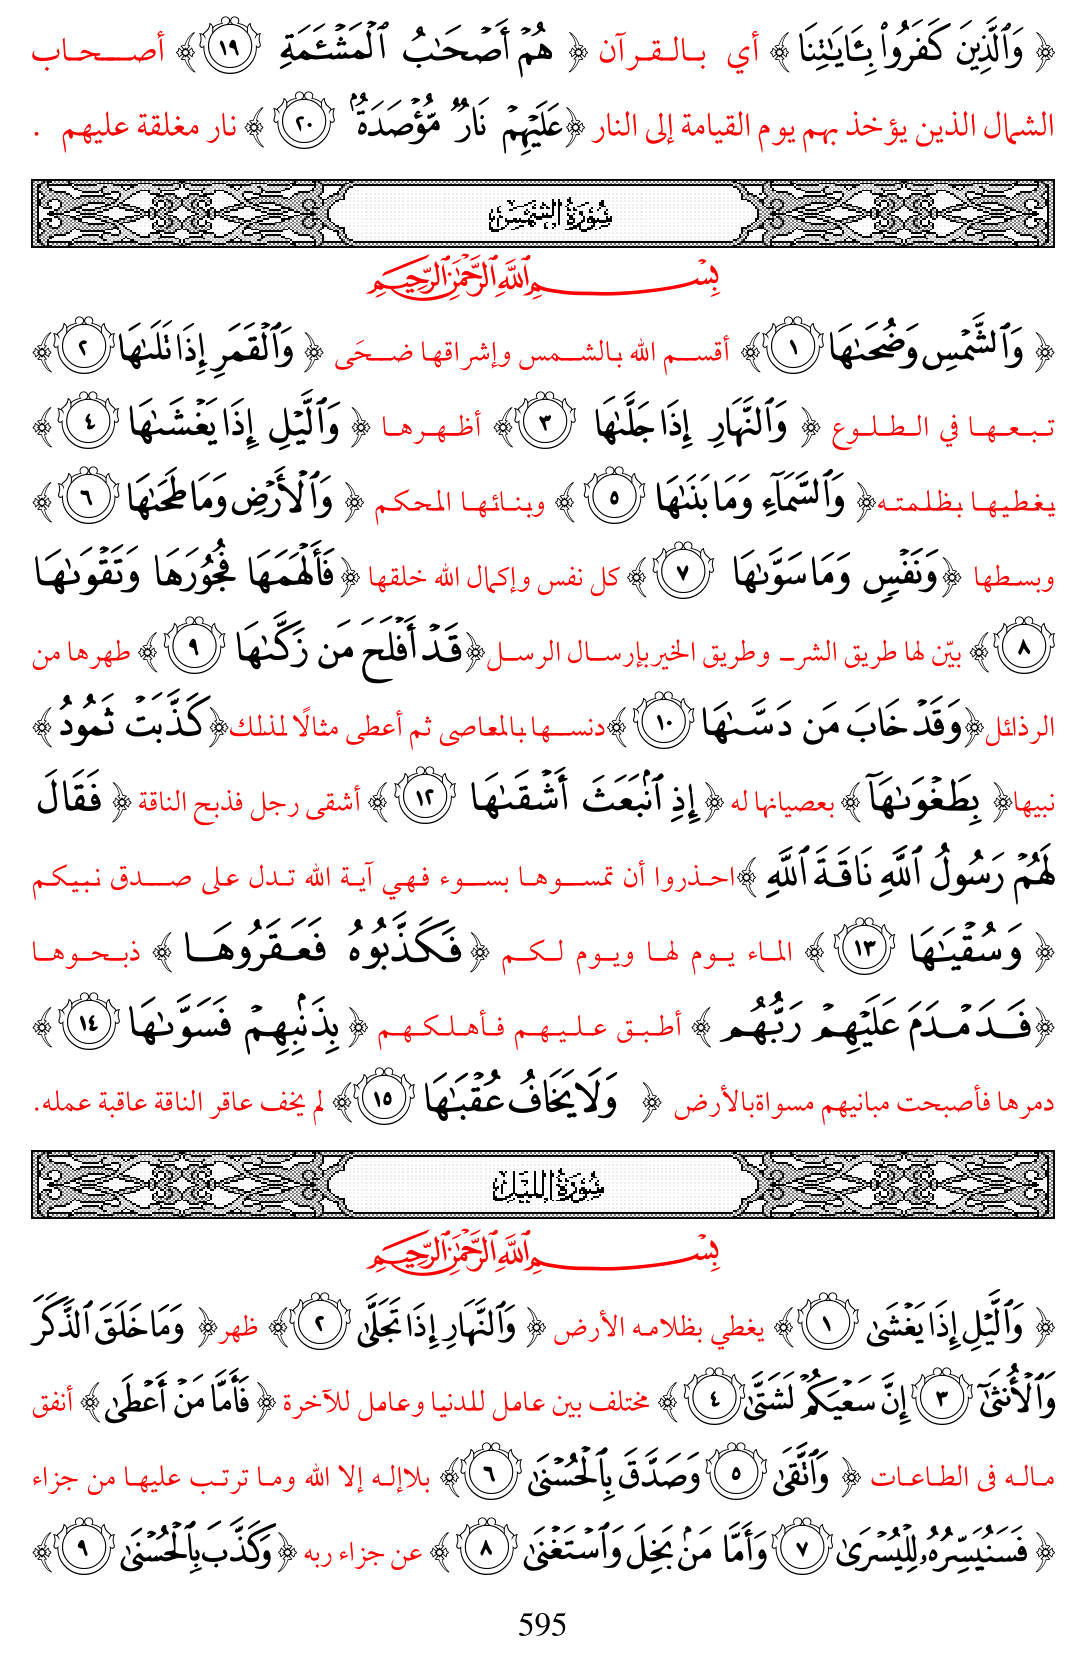 ﴿ وَٱلَّذِينَ كَفَرُوا۟ بِـَٔايَـٰتِنَا ﴾ أي بالقرآن ﴿ هُمْ أَصْحَـٰبُ ٱلْمَشْـَٔمَةِ ١٩ ﴾ أصحاب
الشمال الذين يؤخذ بهم يوم القيامة إلى النار ﴿عَلَيْهِمْ نَارٌ مُّؤْصَدَةٌۢ ٢٠ ﴾ نار مغلقة عليهم .
سُورَةُ الشَّمْسِ
بِسْمِ ٱللَّهِ ٱلرَّحْمَـٰنِ ٱلرَّحِيمِ
﴿ وَٱلشَّمْسِ وَضُحَىٰهَا ١ ﴾ أقسم الله بالشمس وإشراقها ضحَى ﴿ وَٱلْقَمَرِ إِذَا تَلَىٰهَا ٢ ﴾
تبعها في الطلوع ﴿ وَٱلنَّهَارِ إِذَا جَلَّىٰهَا ٣ ﴾ أظهرها ﴿ وَٱلَّيْلِ إِذَا يَغْشَىٰهَا ٤ ﴾
يغطيها بظلمته﴿ وَٱلسَّمَآءِ وَمَا بَنَىٰهَا ٥ ﴾ وبنائها المحكم ﴿ وَٱلْأَرْضِ وَمَا طَحَىٰهَا ٦ ﴾
وبسطها ﴿وَنَفْسٍ وَمَا سَوَّىٰهَا ٧ ﴾ كل نفس وإكمال الله خلقها ﴿فَأَلْهَمَهَا فُجُورَهَا وَتَقْوَىٰهَا
٨ ﴾ بيّن لها طريق الشر وطريق الخيربإرسال الرسل﴿قَدْ أَفْلَحَ مَن زَكَّىٰهَا ٩ ﴾ طهرها من
الرذائل﴿وَقَدْ خَابَ مَن دَسَّىٰهَا ١٠ ﴾دنسها بالمعاصى ثم أعطى مثالًا لذلك﴿كَذَّبَتْ ثَمُودُ ﴾
نبيها﴿ بِطَغْوَىٰهَآ ﴾ بعصيانها له ﴿إِذِ ٱنۢبَعَثَ أَشْقَىٰهَا ١٢ ﴾ أشقى رجل فذبح الناقة ﴿ فَقَالَ
لَهُمْ رَسُولُ ٱللَّهِ نَاقَةَ ٱللَّهِ ﴾احذروا أن تمسوها بسوء فهي آية الله تدل على صدق نبيكم
﴿ وَسُقْيَـٰهَا ١٣ ﴾ الماء يوم لها ويوم لكم ﴿ فَكَذَّبُوهُ فَعَقَرُوهَا ﴾ ذبحوها
﴿فَدَمْدَمَ عَلَيْهِمْ رَبُّهُم ﴾ أطبق عليهم فأهلكهم ﴿ بِذَنۢبِهِمْ فَسَوَّىٰهَا ١٤ ﴾
دمرها فأصبحت مبانيهم مسواةبالأرض ﴿ وَلَا يَخَافُ عُقْبَـٰهَا ١٥ ﴾ لم يخف عاقر الناقة عاقبة عمله.
سُورَةُ اللَّيْلِ
بِسْمِ ٱللَّهِ ٱلرَّحْمَـٰنِ ٱلرَّحِيمِ
﴿ وَٱلَّيْلِ إِذَا يَغْشَىٰ ١ ﴾ يغطي بظلامه الأرض ﴿ وَٱلنَّهَارِ إِذَا تَجَلَّىٰ ٢ ﴾ ظهر﴿ وَمَا خَلَقَ ٱلذَّكَرَ
وَٱلْأُنثَىٰٓ ٣ إِنَّ سَعْيَكُمْ لَشَتَّىٰ ٤ ﴾ مختلف بين عامل للدنيا وعامل للآخرة ﴿ فَأَمَّا مَنْ أَعْطَىٰ ﴾ أنفق
ماله فى الطاعات ﴿ وَٱتَّقَىٰ ٥ وَصَدَّقَ بِٱلْحُسْنَىٰ ٦ ﴾ بلاإله إلا الله وما ترتب عليها من جزاء
﴿ فَسَنُيَسِّرُهُۥ لِلْيُسْرَىٰ ٧ وَأَمَّا مَنۢ بَخِلَ وَٱسْتَغْنَىٰ ٨ ﴾ عن جزاء ربه ﴿وَكَذَّبَ بِٱلْحُسْنَىٰ ٩ ﴾
595